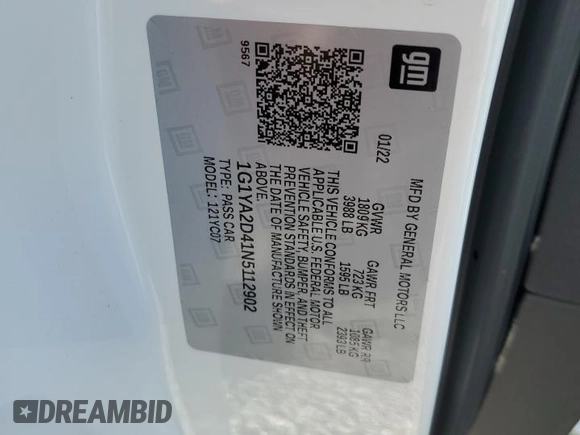 gm
MFD BY GENERAL MOTORS LLC
01/22
GVWR
1809 KG
3988 LB
GAWR FRT
723 KG
1595 LB
GAWR RR
1085 KG
2393 LB
THIS VEHICLE CONFORMS TO ALL
APPLICABLE U.S. FEDERAL MOTOR
VEHICLE SAFETY, BUMPER, AND THEFT
PREVENTION STANDARDS IN EFFECT ON
THE DATE OF MANUFACTURE SHOWN
ABOVE.
1G1YA2D41N5112902
TYPE: PASS CAR
MODEL: 121YC07
9567
DREAMBID